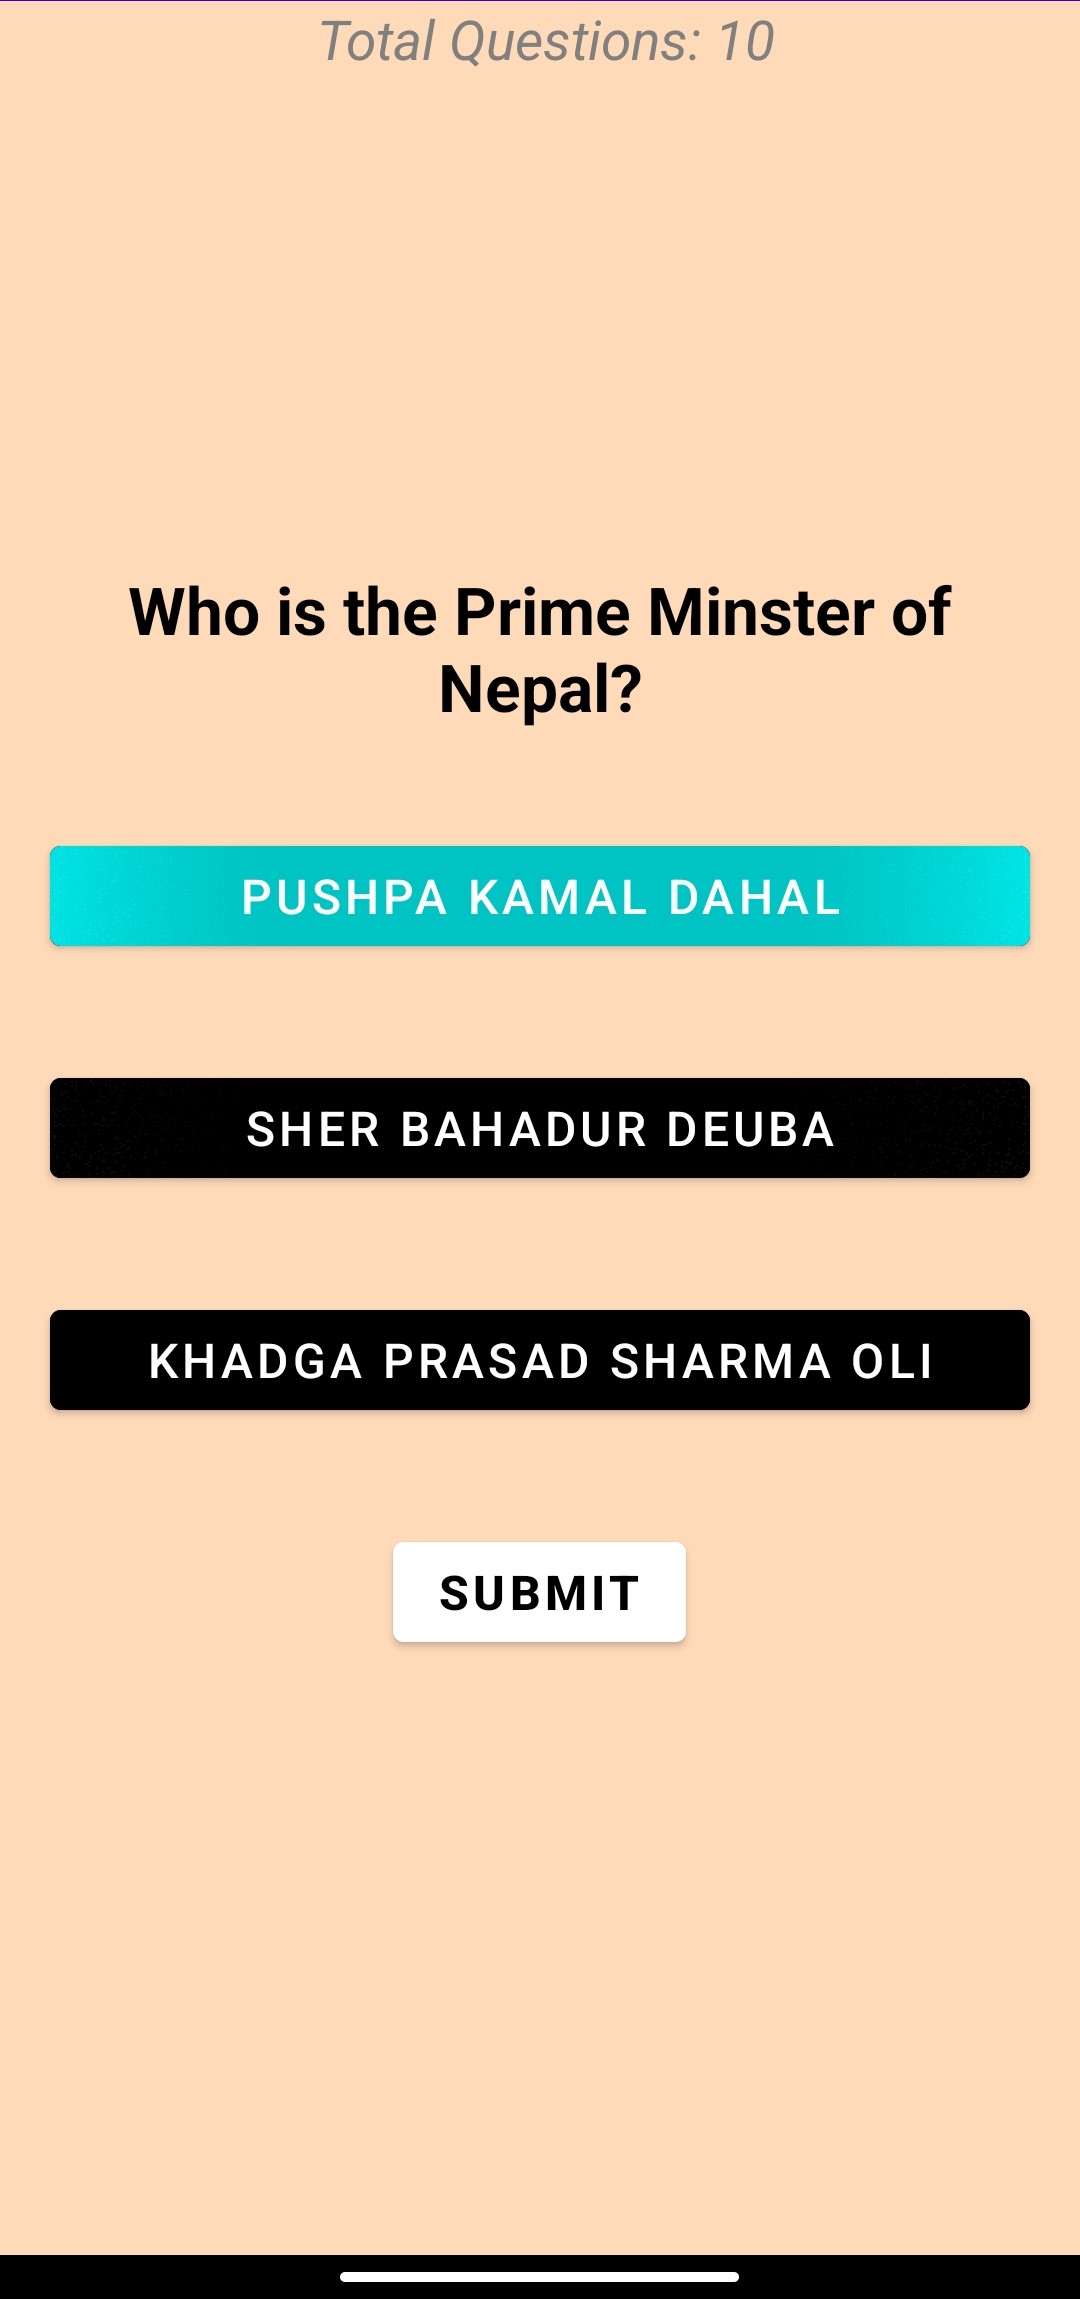 Total Questions: 10
Who is the Prime Minster of
Nepal?
PUSHPA KAMAL DAHAL
SHER BAHADUR DEUBA
KHADGA PRASAD SHARMA OLI
SUBMIT